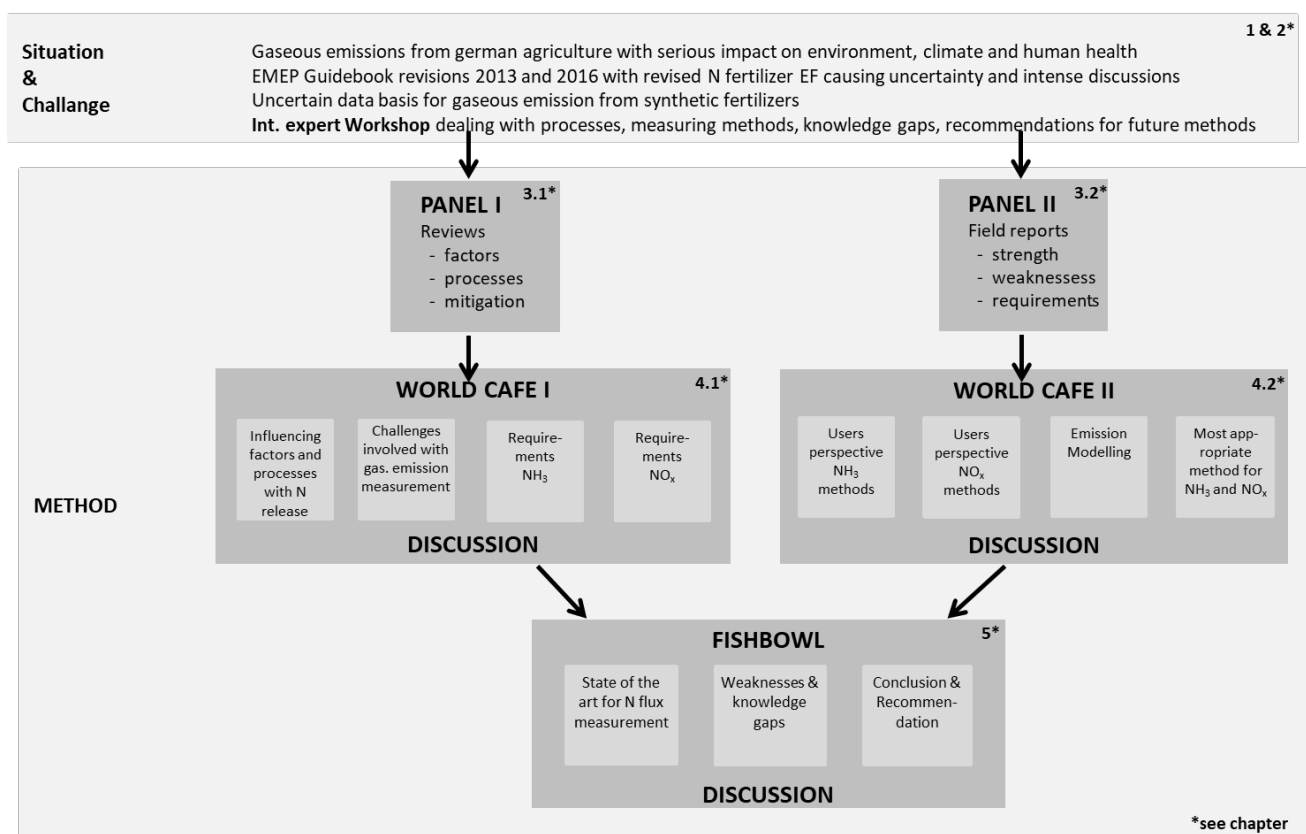 1 & 2*
Situation
&
Challange
Gaseous emissions from german agriculture with serious impact on environment, climate and human health
EMEP Guidebook revisions 2013 and 2016 with revised N fertilizer EF causing uncertainty and intense discussions
Uncertain data basis for gaseous emission from synthetic fertilizers
Int. expert Workshop dealing with processes, measuring methods, knowledge gaps, recommendations for future methods
3.1*
PANEL I
Reviews
- factors
- processes
- mitigation
3.2*
PANEL II
Field reports
- strength
- weaknessess
- requirements
METHOD
4.1*
WORLD CAFE I
Influencing
factors and
processes
with N
release
Challenges
involved with
gas. emission
measurement
Require-
ments
NH₃
Require-
ments
NOₓ
DISCUSSION
4.2*
WORLD CAFE II
Users
perspective
NH₃
methods
Users
perspective
NOₓ
methods
Emission
Modelling
Most ap-
propriate
method for
NH₃ and NOₓ
DISCUSSION
5*
FISHBOWL
State of the
art for N flux
measurement
Weaknesses &
knowledge
gaps
Conclusion &
Recommen-
dation
DISCUSSION
*see chapter